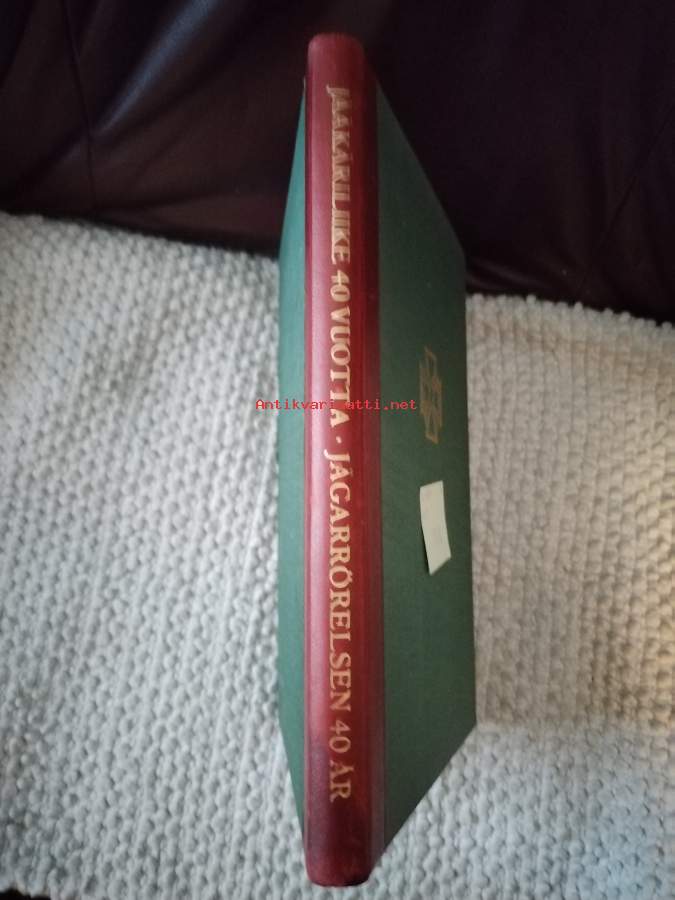 JÄÄKÄRILIIKE 40 VUOTTA · JÄGARRÖRELSEN 40 ÅR
Antikvariaatti.net